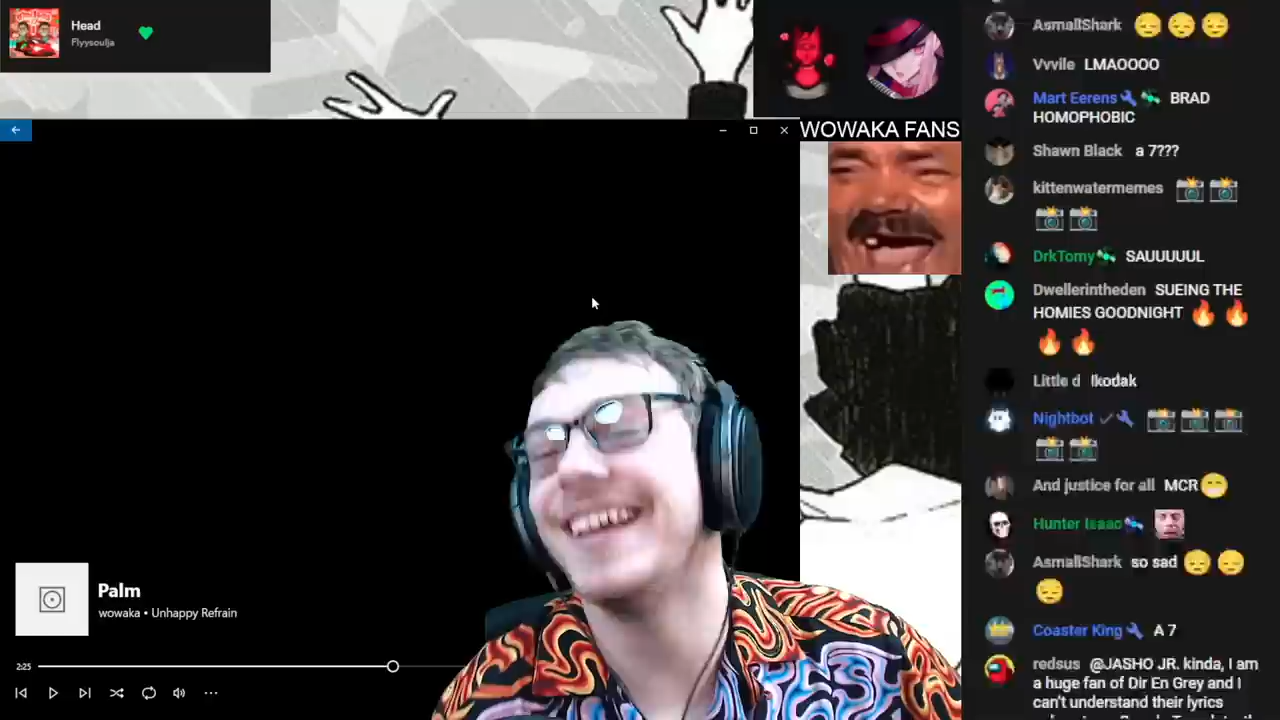 Head
Flyysoulja
WOWAKA FANS
Palm
wowaka • Unhappy Refrain
2:25
AsmallShark
Vvvile LMAOOOO
Mart Eerens BRAD
HOMOPHOBIC
Shawn Black a 7???
kittenwatermemes
DrkTomy SAUUUUUL
Dwellerintheden SUEING THE
HOMIES GOODNIGHT
Little d Ikodak
Nightbot
And justice for all MCR
Hunter Isaac
AsmallShark so sad
Coaster King A 7
redsus @JASHO JR. kinda, I am
a huge fan of Dir En Grey and I
can't understand their lyrics